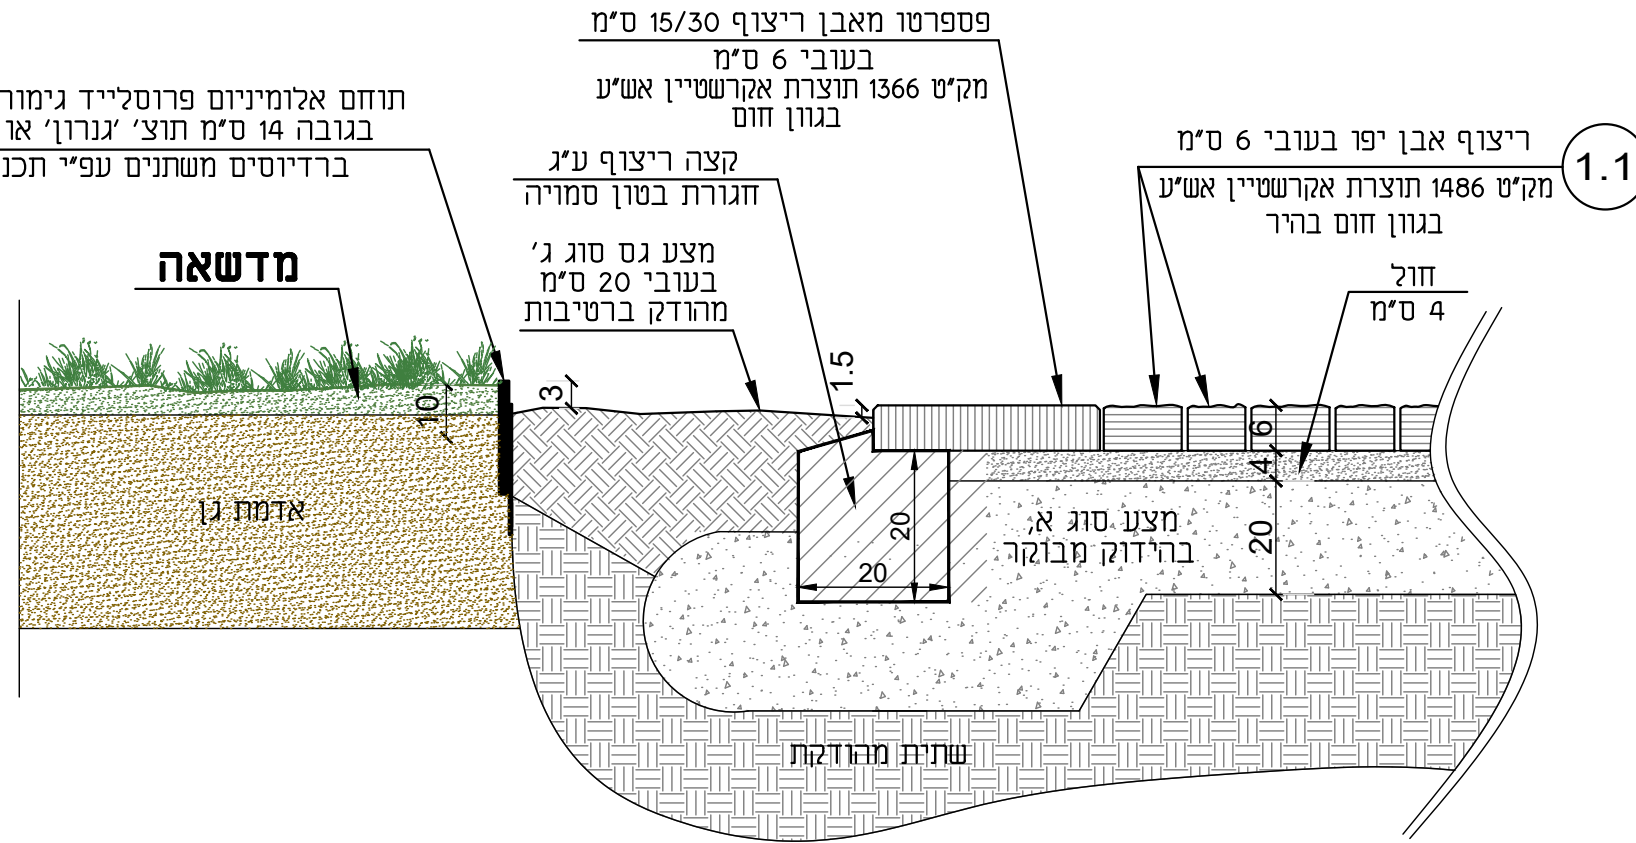 פספרטו מאבן ריצוף 15/30 ס"מ
בעובי 6 ס"מ
מק"ט 1366 תוצרת אקרשטיין אש"ע
בגוון חום
ריצוף אבן יפו בעובי 6 ס"מ
מק"ט 1486 תוצרת אקרשטיין אש"ע
בגוון חום בהיר
1.1
חול
4 ס"מ
קצה ריצוף ע"ג
חגורת בטון סמויה
מצע גס סוג ג'
בעובי 20 ס"מ
מהודק ברטיבות
תוחם אלומיניום פרוסלייד גימור
בגובה 14 ס"מ תוצ' 'גנרון' או
ברדיוסים משתנים עפ"י תכנ
מדשאה
10
3
1.5
6
4
20
20
20
אדמת גן
מצע סוג א,
בהידוק מבוקר
שתית מהודקת